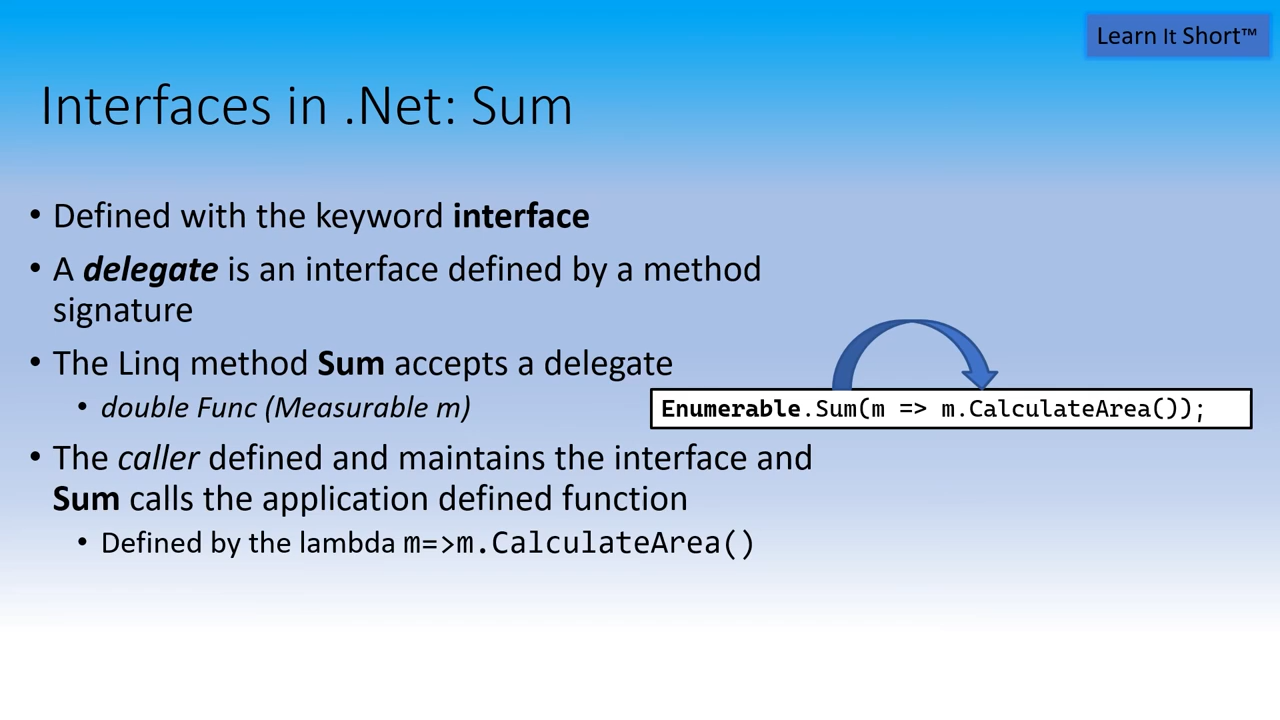 Learn It Short™
Interfaces in .Net: Sum
• Defined with the keyword interface
• A delegate is an interface defined by a method
signature
• The Linq method Sum accepts a delegate
• double Func (Measurable m)
Enumerable.Sum(m => m.CalculateArea());
• The caller defined and maintains the interface and
Sum calls the application defined function
• Defined by the lambda m=>m.CalculateArea()